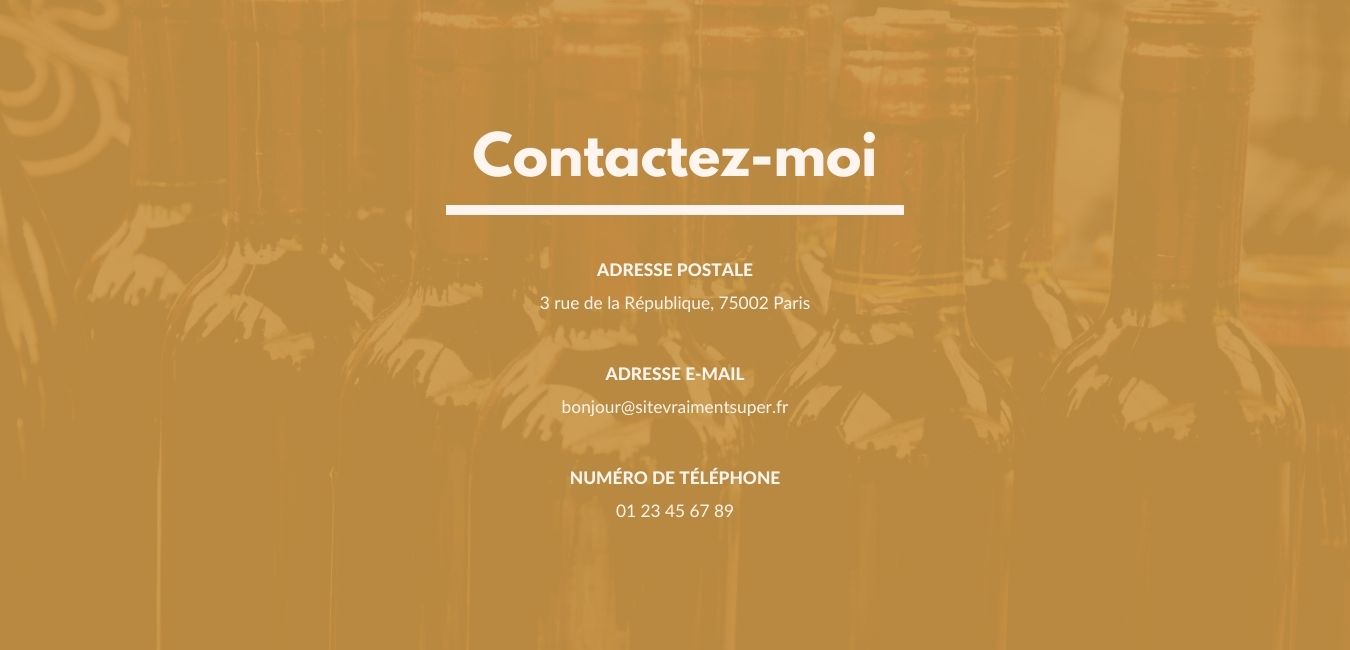 Contactez-moi
ADRESSE POSTALE
3 rue de la République, 75002 Paris
ADRESSE E-MAIL
bonjour@sitevraimentsuper.fr
NUMÉRO DE TÉLÉPHONE
01 23 45 67 89